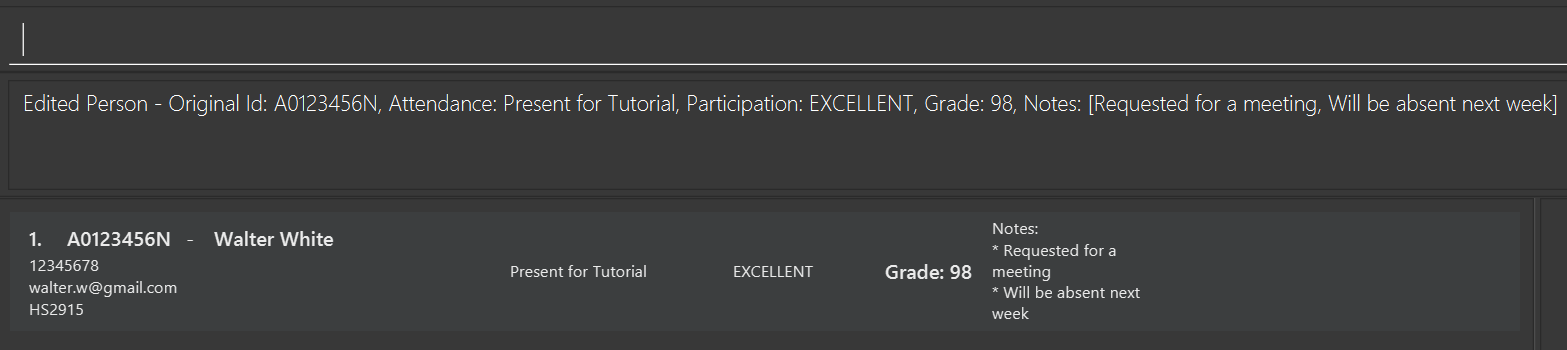 Edited Person - Original Id: A0123456N, Attendance: Present for Tutorial, Participation: EXCELLENT, Grade: 98, Notes: [Requested for a meeting, Will be absent next week]
1. A0123456N - Walter White
12345678
walter.w@gmail.com
HS2915
Present for Tutorial
EXCELLENT
Grade: 98
Notes:
* Requested for a
meeting
* Will be absent next
week